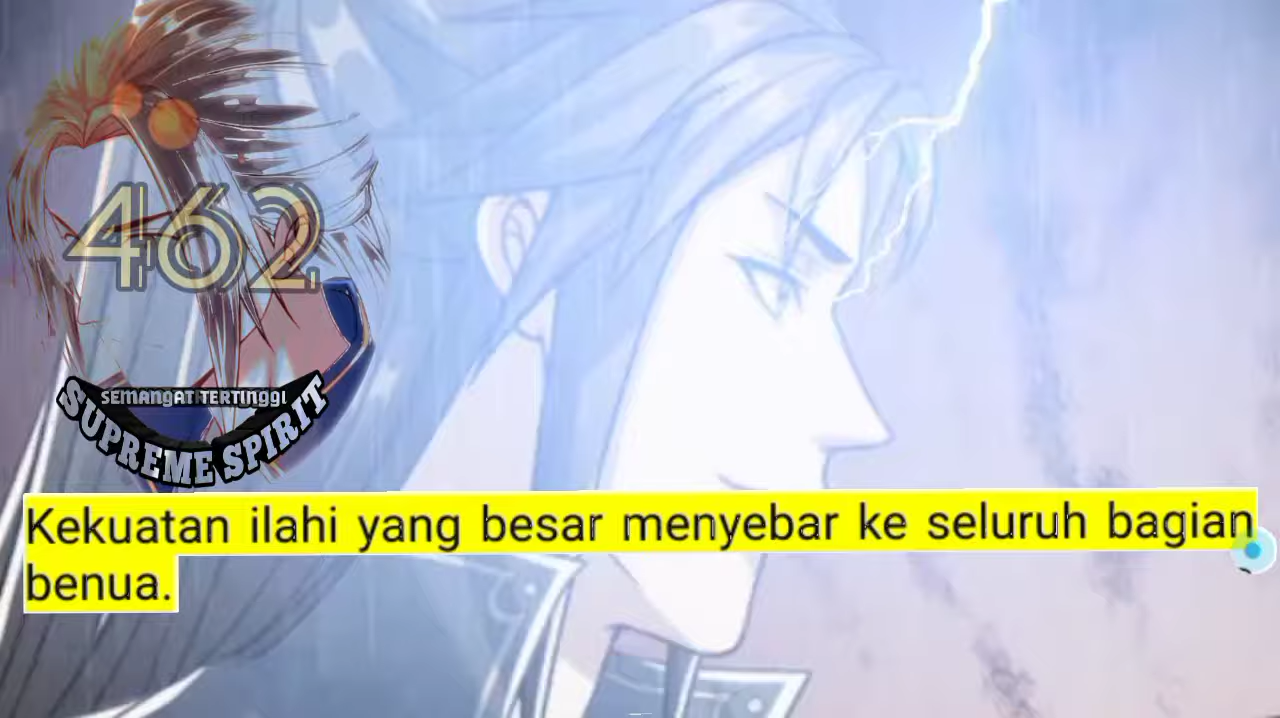 462
SEMANGAT TERTINGGI
SUPREME SPIRIT
Kekuatan ilahi yang besar menyebar ke seluruh bagian
benua.